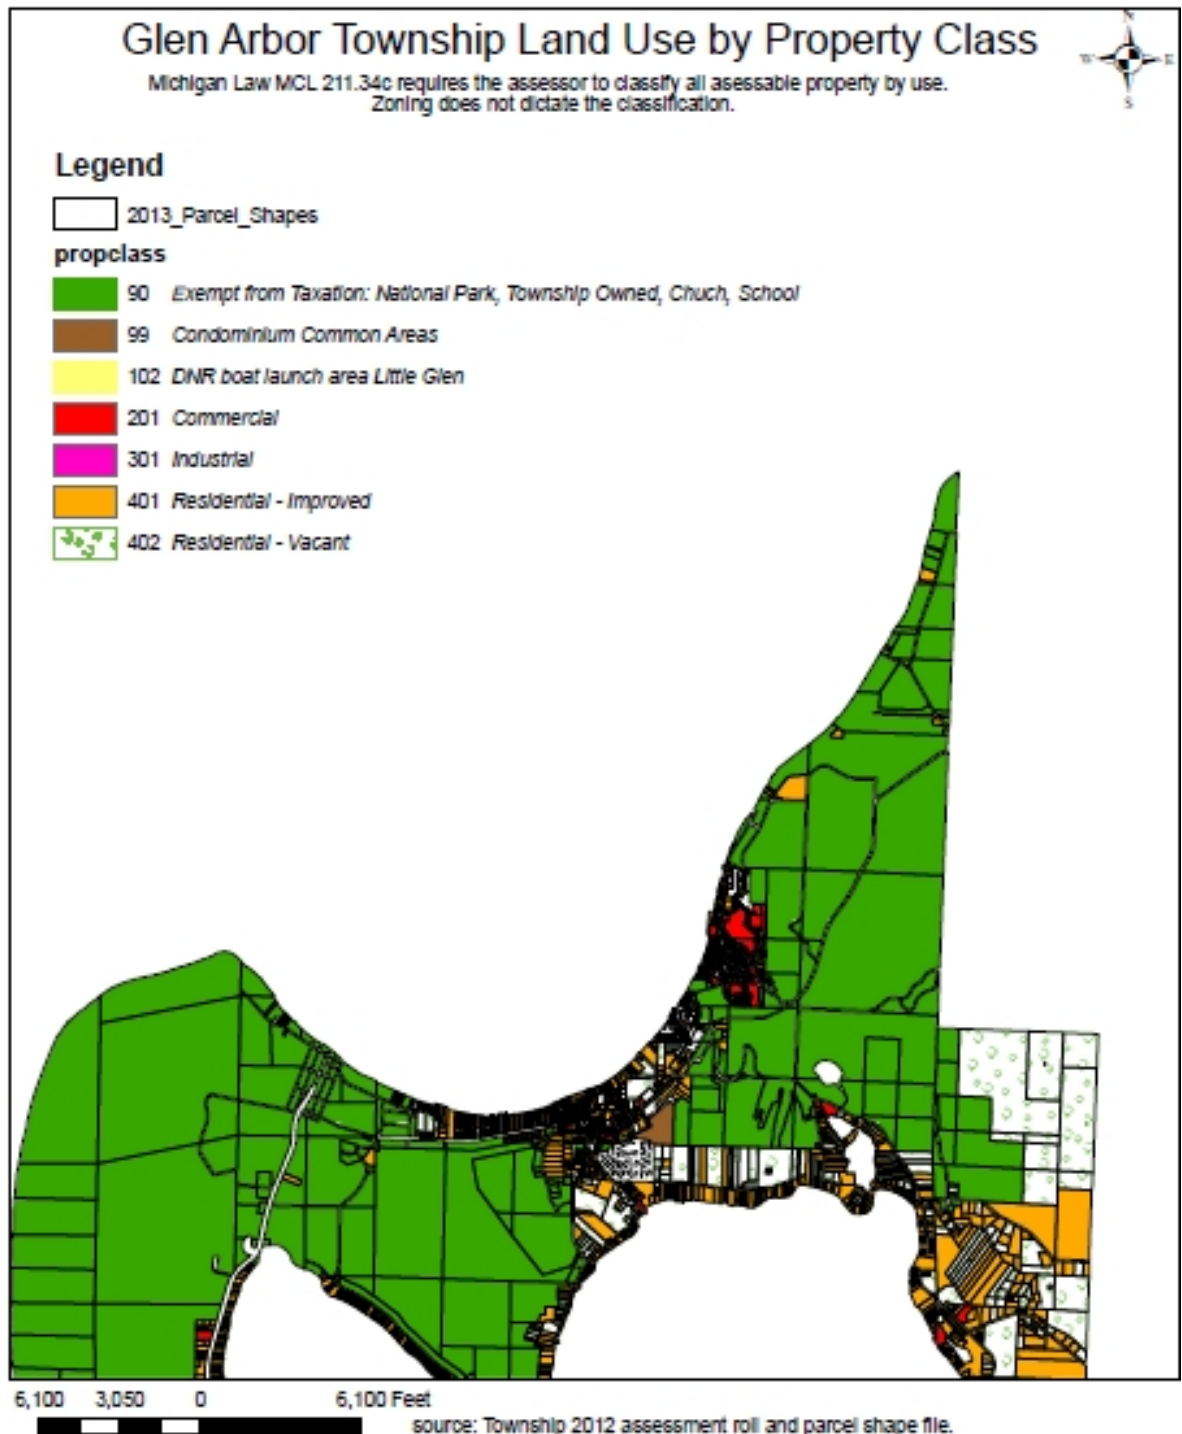 Glen Arbor Township Land Use by Property Class
Michigan Law MCL 211.34c requires the assessor to classify all asessable property by use.
Zoning does not dictate the classification.
N
W E
S
Legend
2013_Parcel_Shapes
propclass
90 Exempt from Taxation: National Park, Township Owned, Chuch, School
99 Condominium Common Areas
102 DNR boat launch area Little Glen
201 Commercial
301 Industrial
401 Residential - Improved
402 Residential - Vacant
6,100 3,050 0 6,100 Feet
source: Township 2012 assessment roll and parcel shape file.